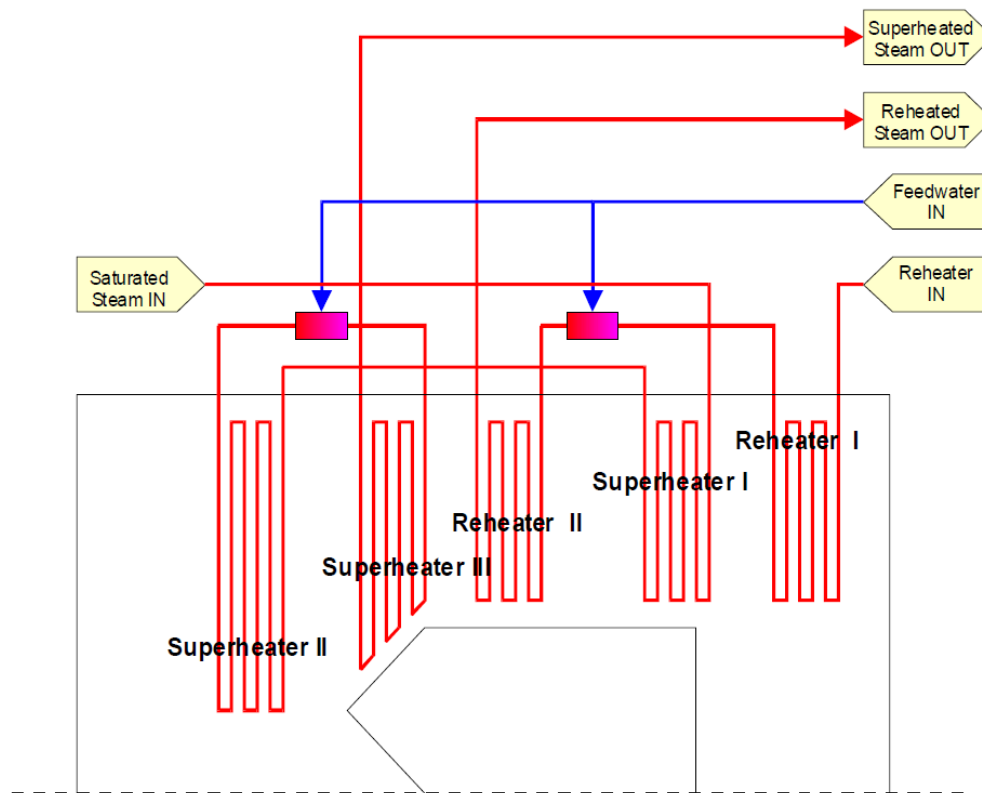 Superheated
Steam OUT
Reheated
Steam OUT
Feedwater
IN
Saturated
Steam IN
Reheater
IN
Reheater I
Superheater I
Reheater II
Superheater III
Superheater II